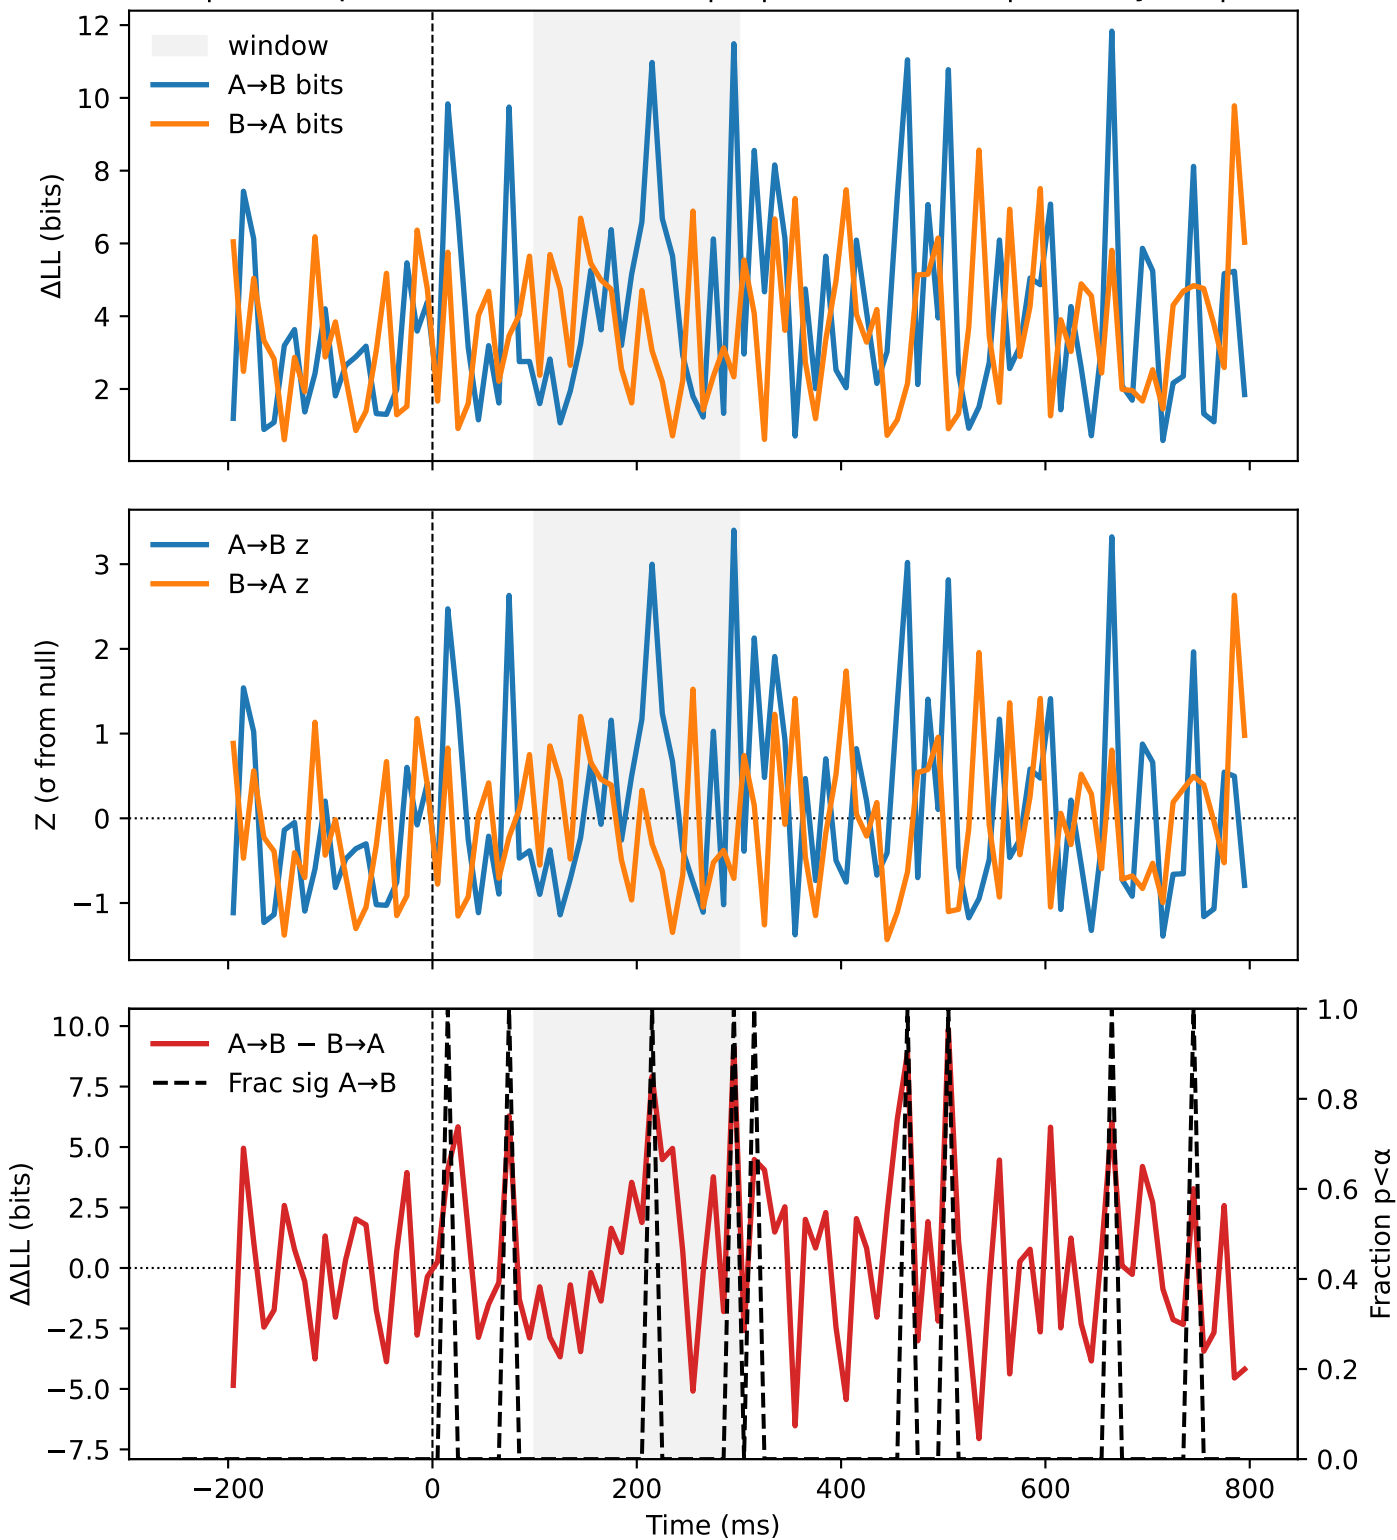 12
10
8
6
4
2
ΔLL (bits)
window
A→B bits
B→A bits
3
2
1
0
−1
Z (σ from null)
A→B z
B→A z
10.0
7.5
5.0
2.5
0.0
−2.5
−5.0
−7.5
ΔΔLL (bits)
A→B − B→A
Frac sig A→B
1.0
0.8
0.6
0.4
0.2
0.0
Fraction p<α
−200 0 200 400 600 800
Time (ms)